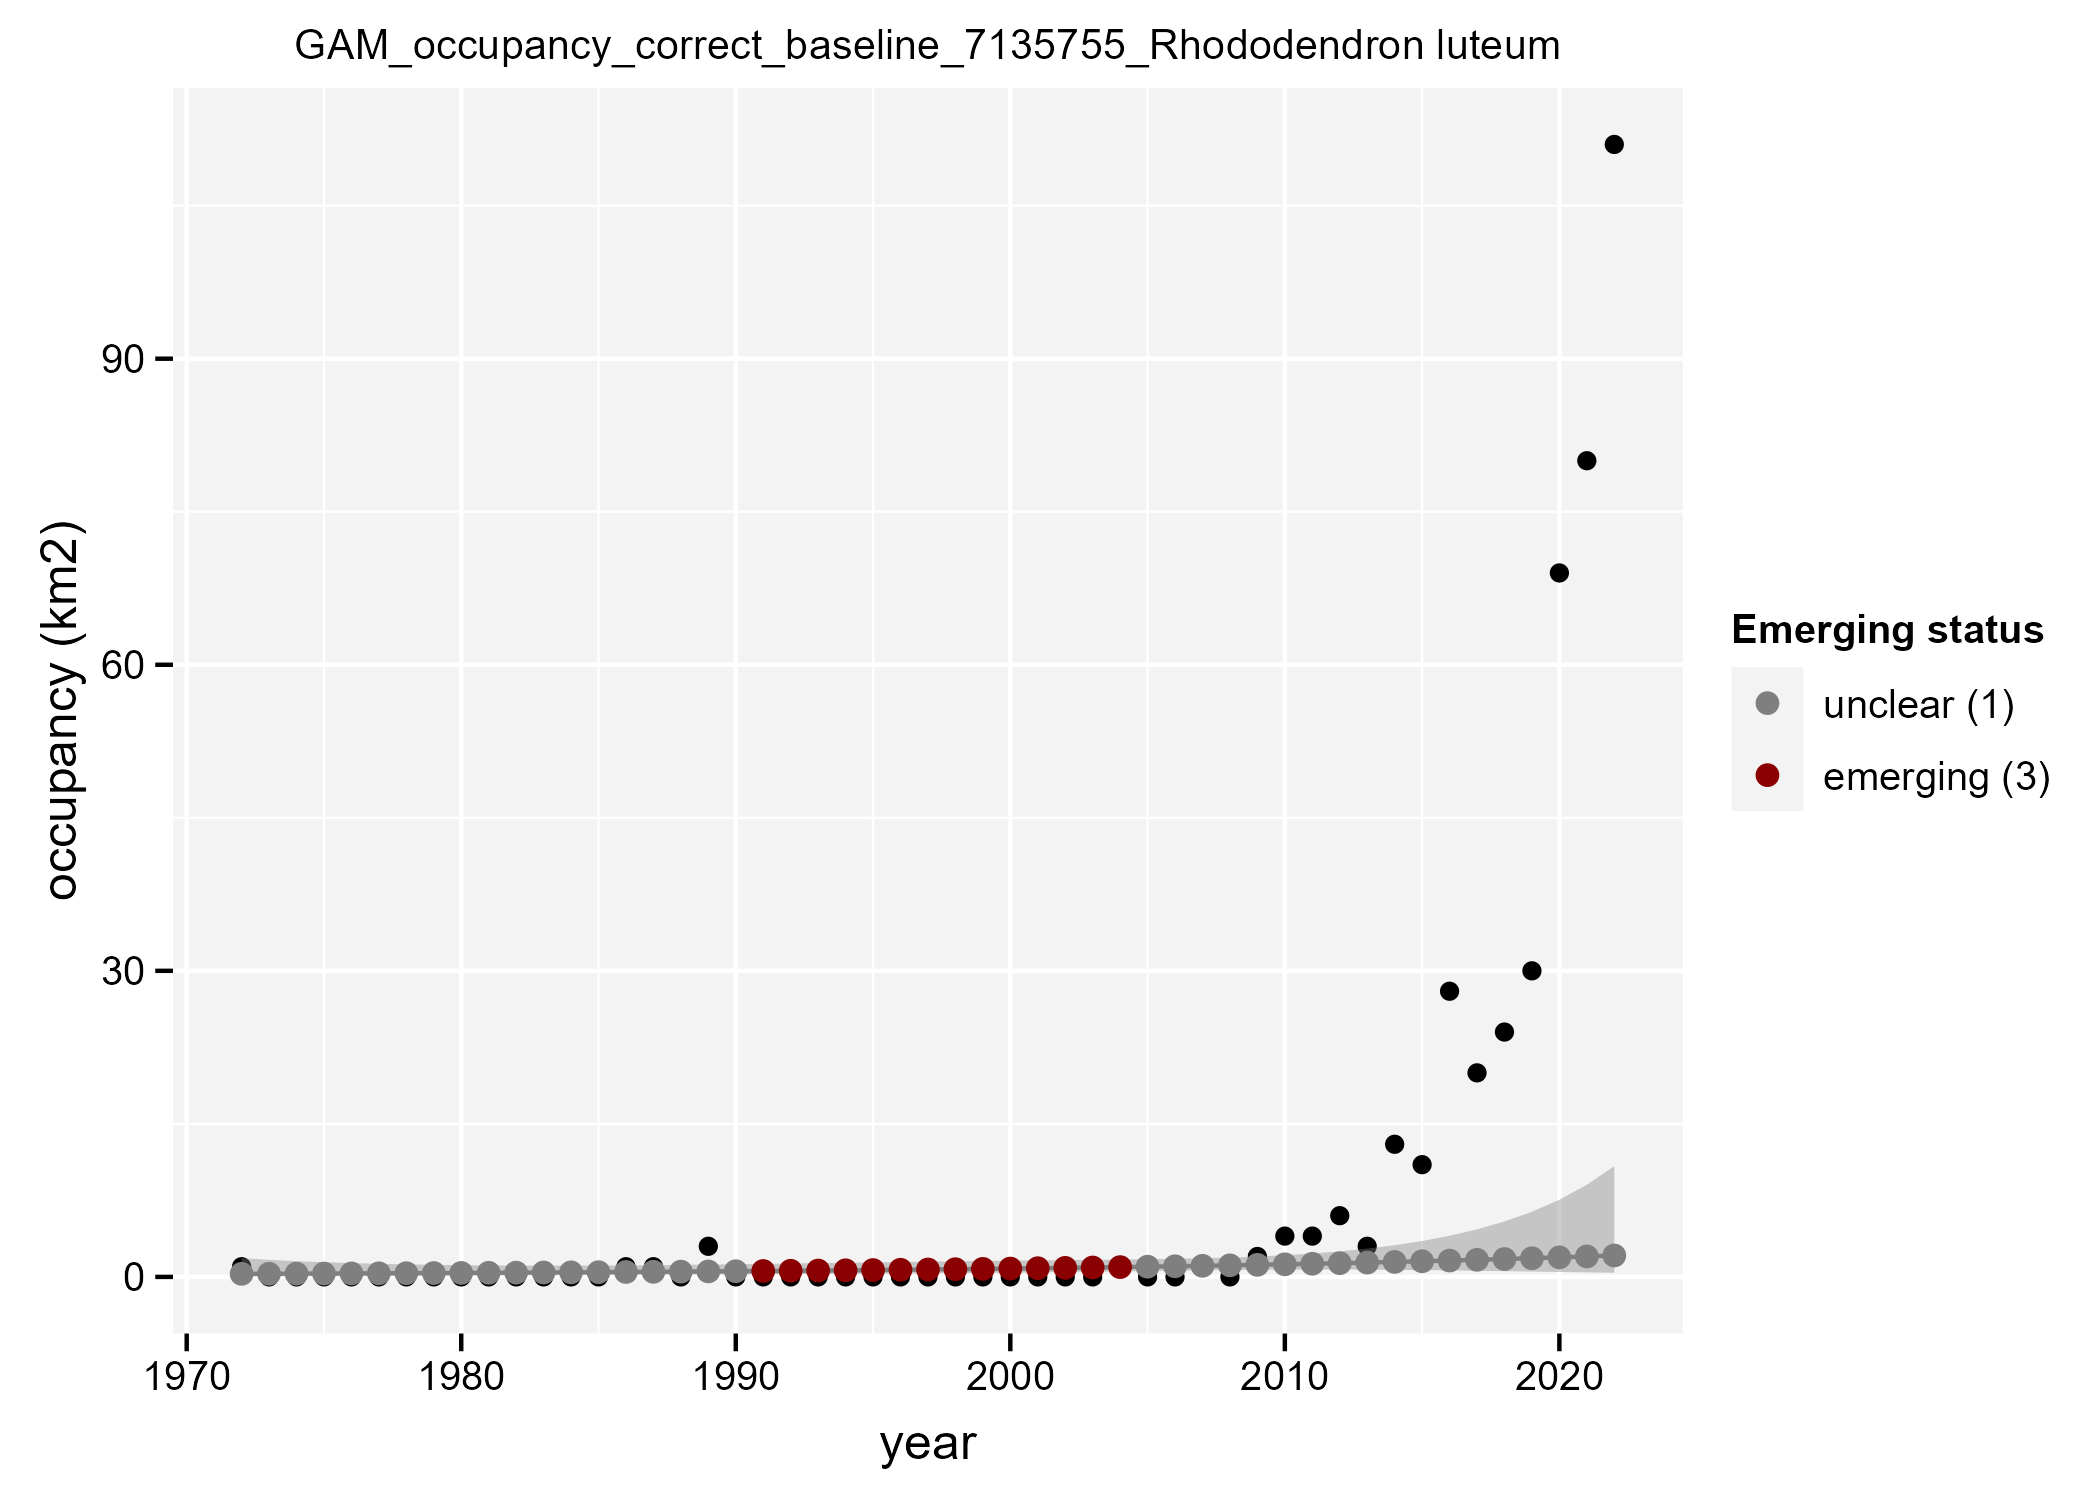 GAM_occupancy_correct_baseline_7135755_Rhododendron luteum
occupancy (km2)
90
60
30
0
1970
1980
1990
2000
2010
2020
year
Emerging status
unclear (1)
emerging (3)